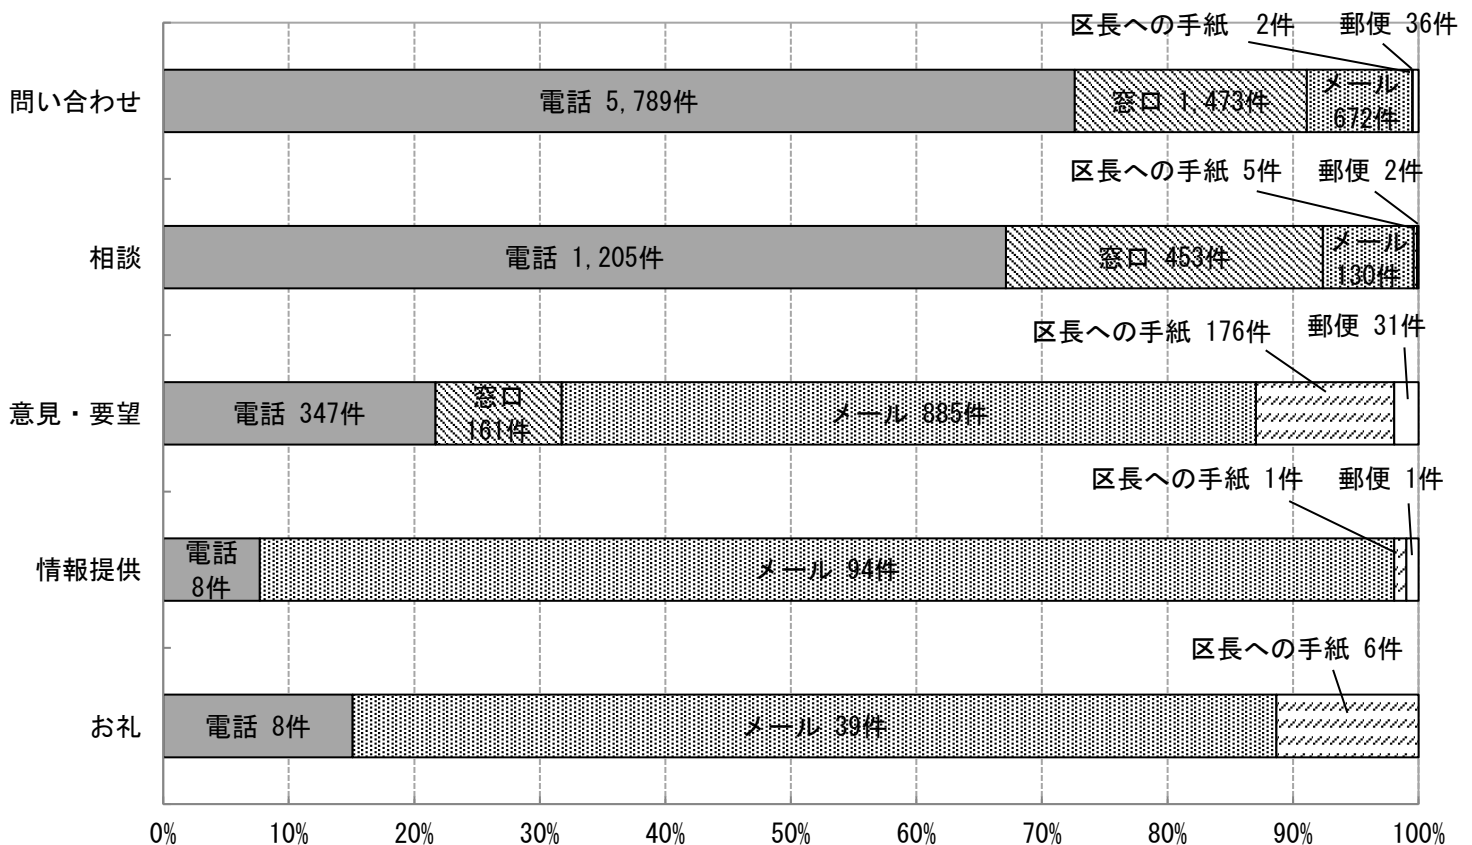 区長への手紙 2件 郵便 36件
問い合わせ 電話 5,789件 窓口 1,473件 メール
672件
区長への手紙 5件 郵便 2件
相談 電話 1,205件 窓口 453件 メール
130件
区長への手紙 176件 郵便 31件
意見・要望 電話 347件 窓口
161件 メール 885件
区長への手紙 1件 郵便 1件
情報提供 電話
8件 メール 94件
区長への手紙 6件
お礼 電話 8件 メール 39件
0% 10% 20% 30% 40% 50% 60% 70% 80% 90% 100%